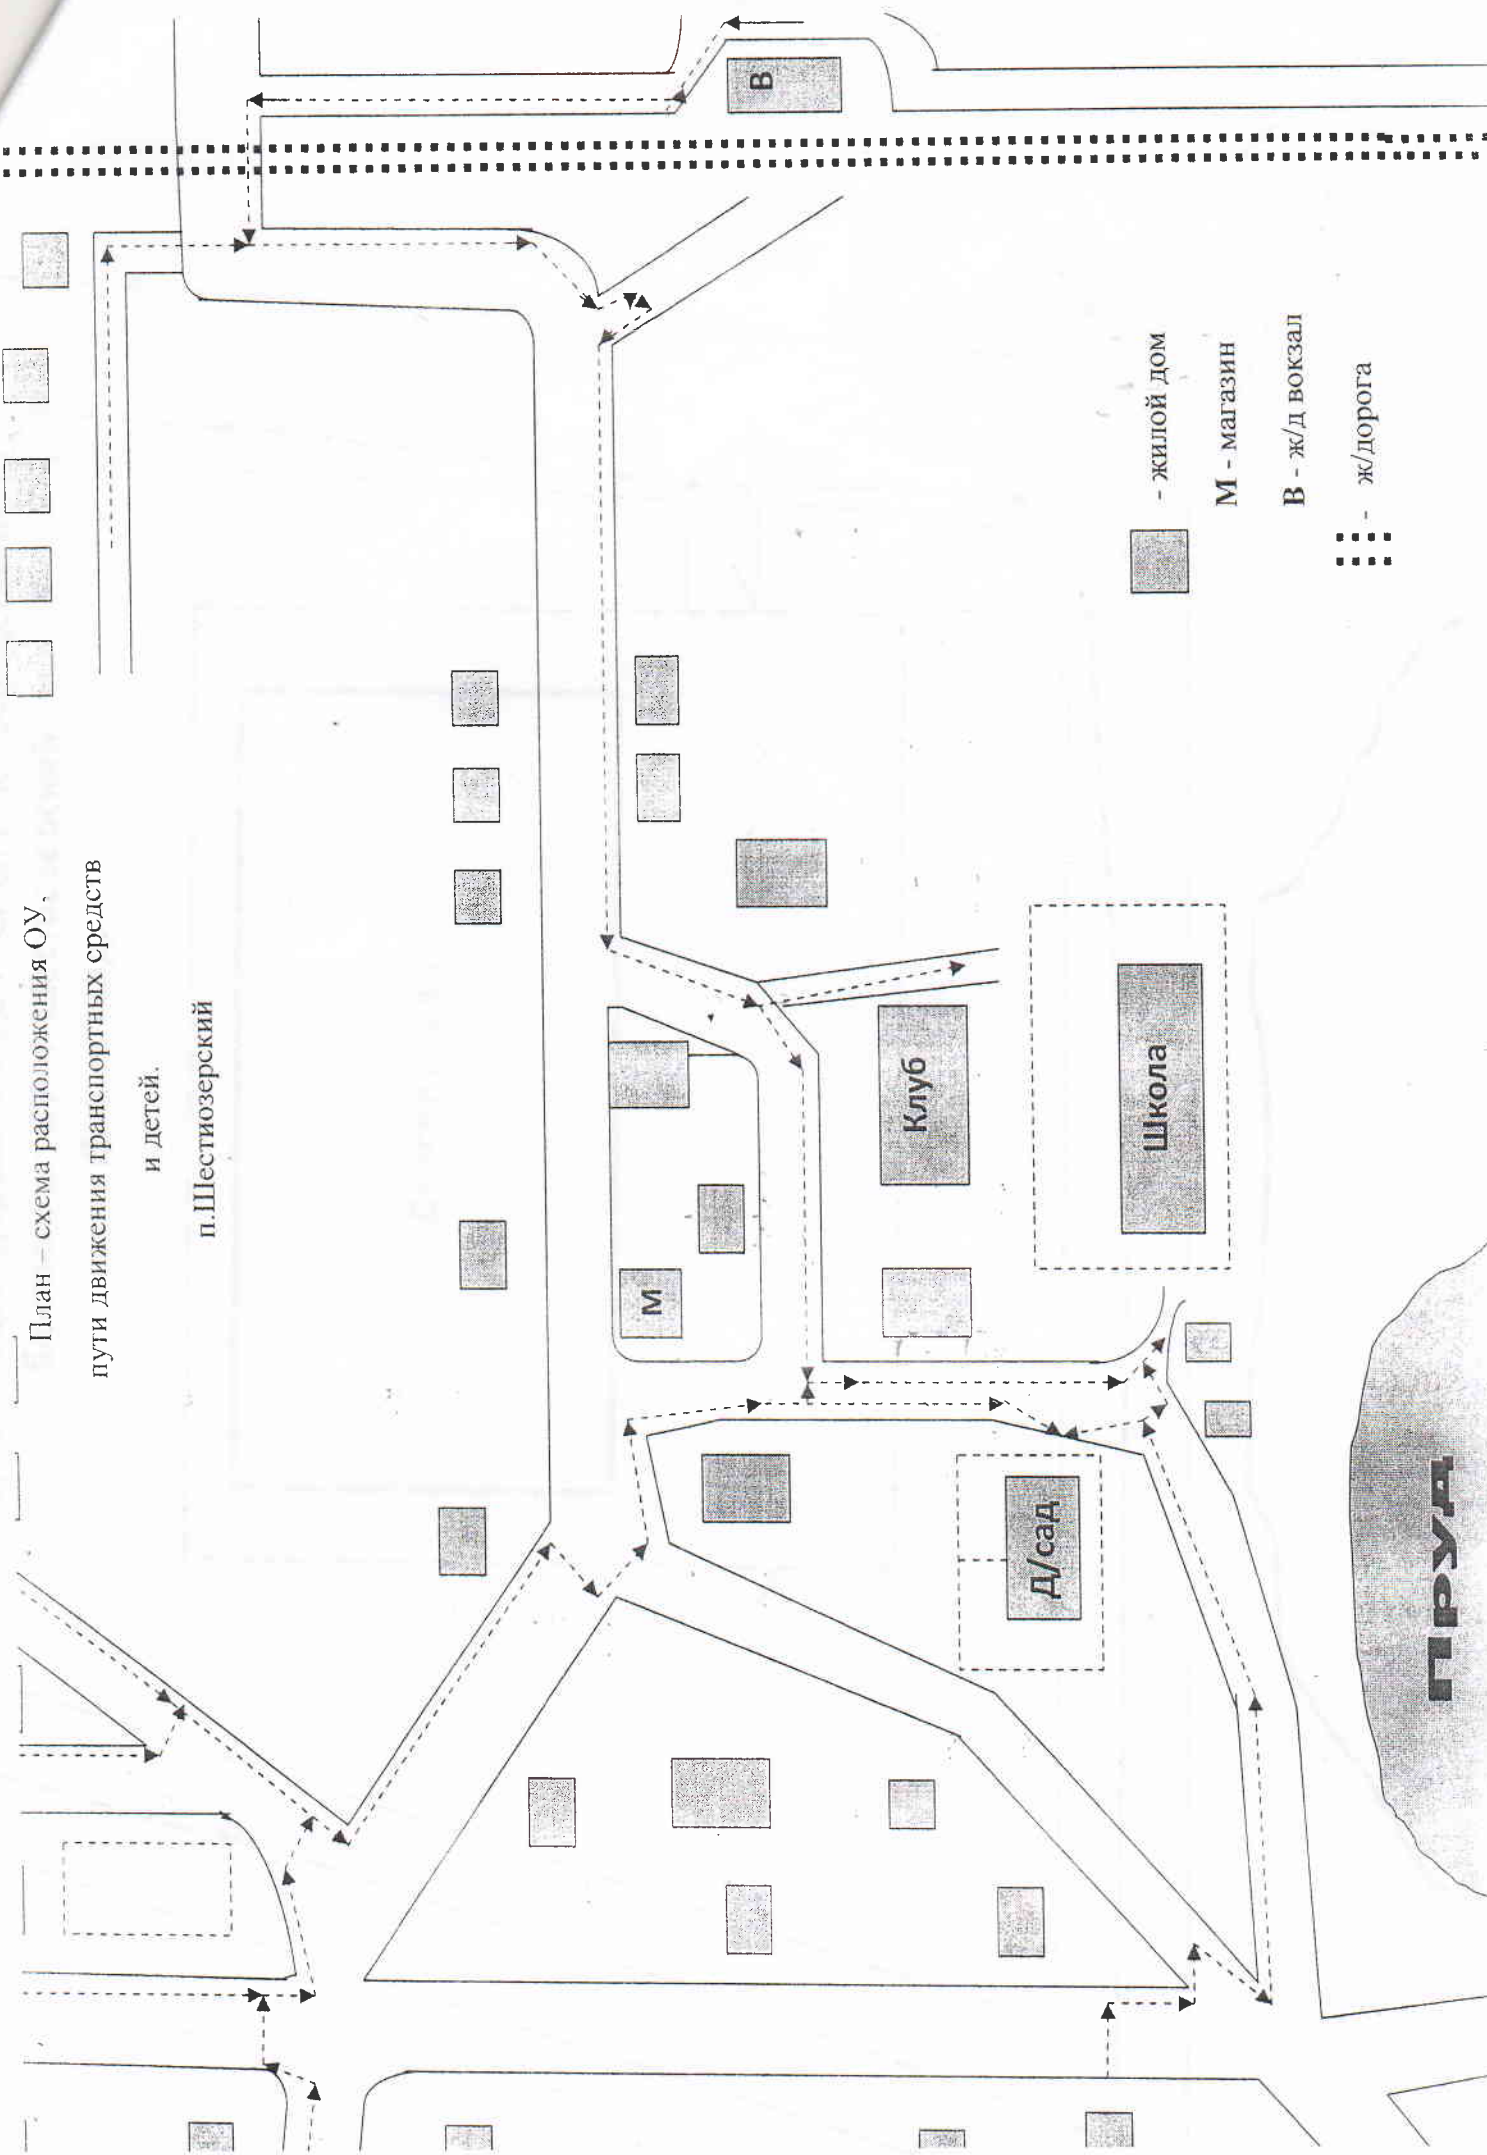 План – схема расположения ОУ,
пути движения транспортных средств
и детей.
п.Шестиозерский
В
М
Клуб
Школа
Д/сад
Пруд
- жилой дом
М - магазин
В - ж/д вокзал
- ж/дорога